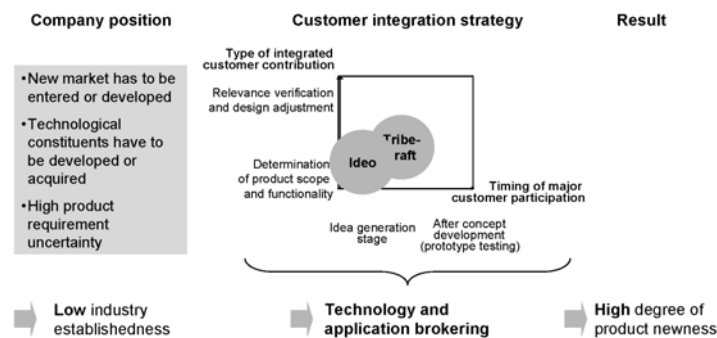 Company position
Customer integration strategy
Result
•New market has to be
entered or developed
•Technological
constituents have to
be developed or
acquired
•High product
requirement
uncertainty
Type of integrated
customer contribution
Relevance verification
and design adjustment
Tribe-
raft
Ideo
Determination
of product scope
and functionality
Timing of major
customer participation
Idea generation
stage
After concept
development
(prototype testing)
Low industry
establishedness
Technology and
application brokering
High degree of
product newness